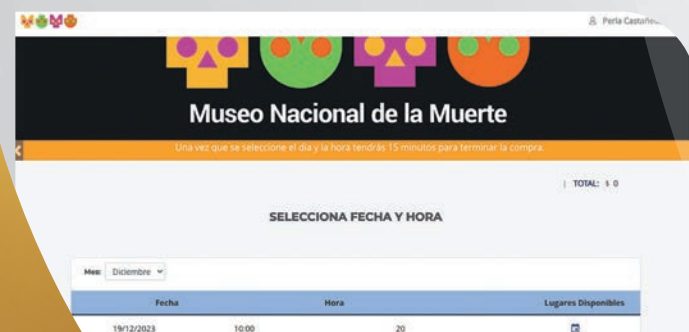 Perla Castañeda
Museo Nacional de la Muerte
Una vez que se seleccione el día y la hora tendrás 15 minutos para terminar la compra.
| TOTAL: $ 0
SELECCIONA FECHA Y HORA
Mes: Diciembre
Fecha Hora Lugares Disponibles
19/12/2023 10:00 20